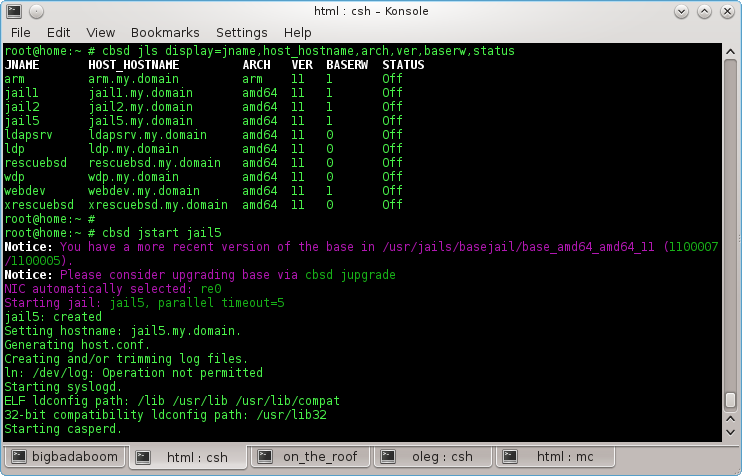 html : csh – Konsole
File Edit View Bookmarks Settings Help
root@home:~ # cbsd jls display=jname,host_hostname,arch,ver,baserw,status
JNAME HOST_HOSTNAME ARCH VER BASERW STATUS
arm arm.my.domain arm 11 1 Off
jail1 jail1.my.domain amd64 11 1 Off
jail2 jail2.my.domain amd64 11 1 Off
jail5 jail5.my.domain amd64 11 1 Off
ldapsrv ldapsrv.my.domain amd64 11 0 Off
ldp ldp.my.domain amd64 11 0 Off
rescuebsd rescuebsd.my.domain amd64 11 0 Off
wdp wdp.my.domain amd64 11 0 Off
webdev webdev.my.domain amd64 11 1 Off
xrescuebsd xrescuebsd.my.domain amd64 11 0 Off
root@home:~ #
root@home:~ # cbsd jstart jail5
Notice: You have a more recent version of the base in /usr/jails/basejail/base_amd64_amd64_11 (1100007
/1100005).
Notice: Please consider upgrading base via cbsd jupgrade
NIC automatically selected: re0
Starting jail: jail5, parallel timeout=5
jail5: created
Setting hostname: jail5.my.domain.
Generating host.conf.
Creating and/or trimming log files.
ln: /dev/log: Operation not permitted
Starting syslogd.
ELF ldconfig path: /lib /usr/lib /usr/lib/compat
32-bit compatibility ldconfig path: /usr/lib32
Starting casperd.
bigbadaboom html : csh on_the_roof oleg : csh html : mc